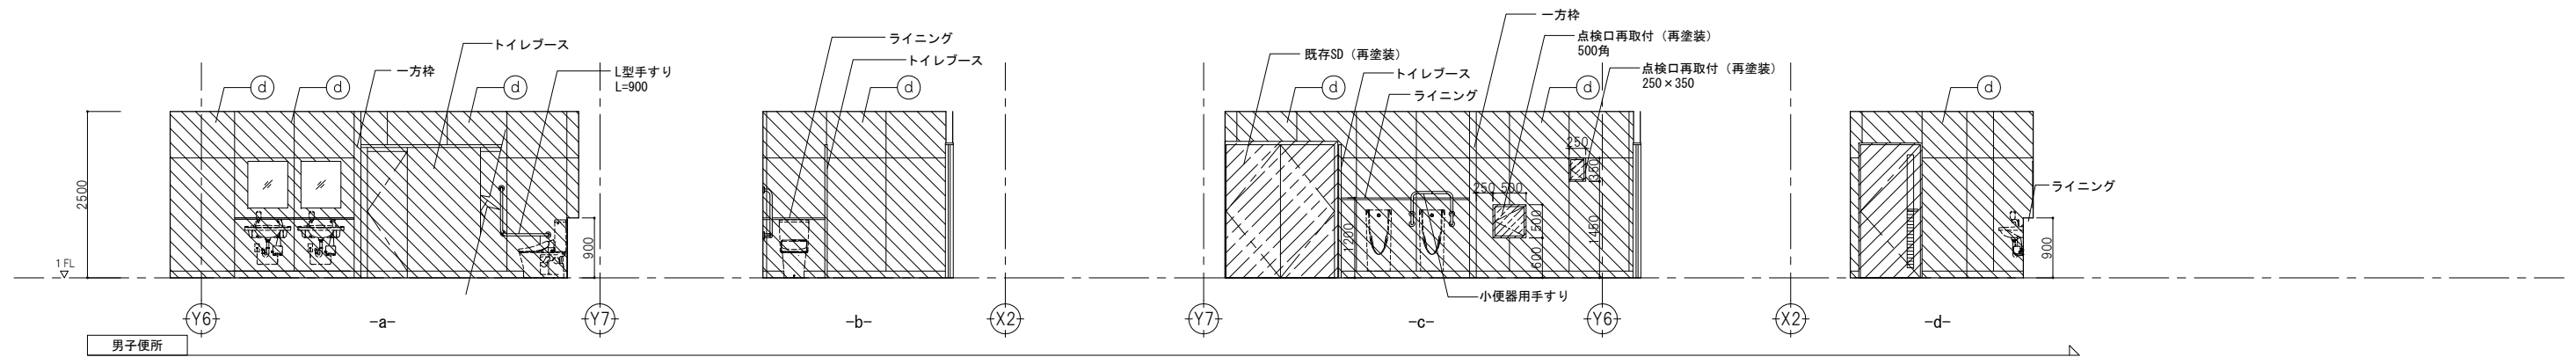 トイレブース
一方枠
L型手すり
L=900
d
d
d
2500
900
1FL
Y6
-a-
Y7
ライニング
トイレブース
d
-b-
X2
既存SD（再塗装）
一方枠
点検口再取付（再塗装）
500角
点検口再取付（再塗装）
250×350
トイレブース
ライニング
d
d
250
350
250
500
500
600
1200
1450
小便器用手すり
Y7
-c-
Y6
d
ライニング
900
X2
-d-
男子便所